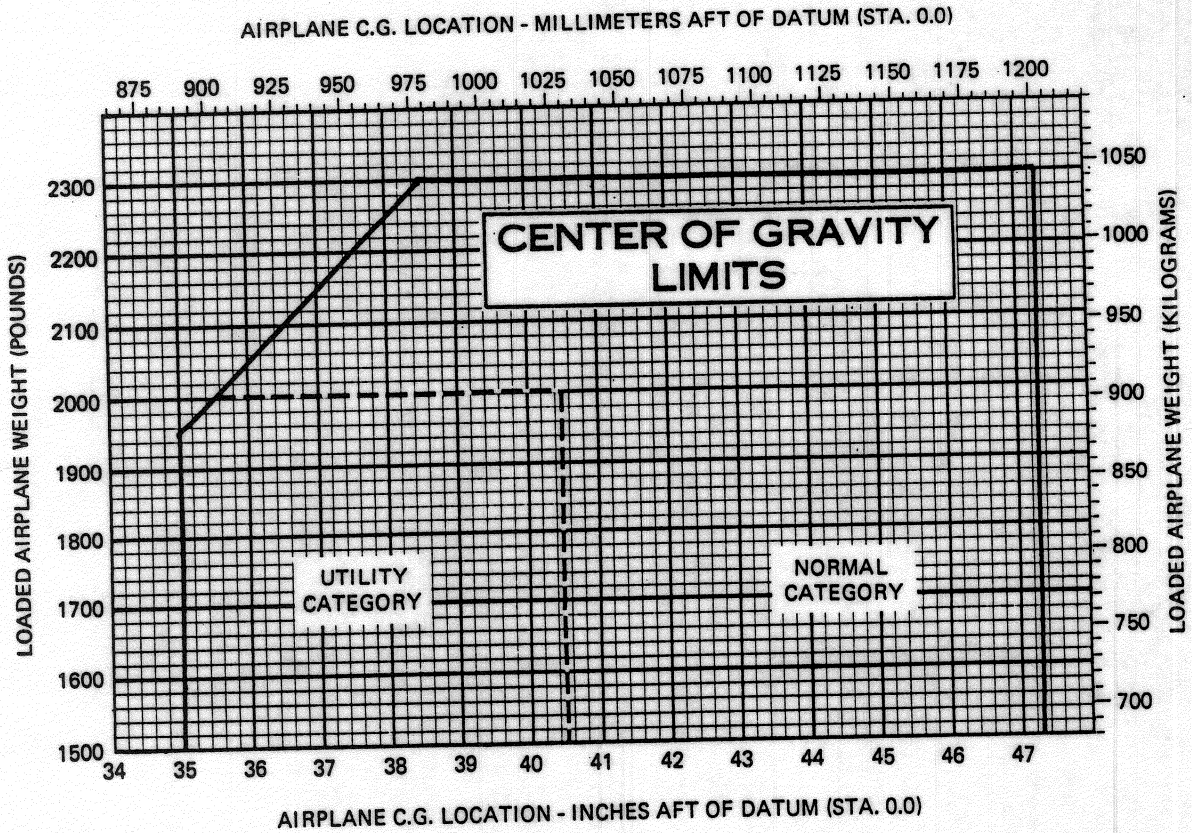 AIRPLANE C.G. LOCATION - MILLIMETERS AFT OF DATUM (STA. 0.0)
875 900 925 950 975 1000 1025 1050 1075 1100 1125 1150 1175 1200
LOADED AIRPLANE WEIGHT (POUNDS)
2300
2200
2100
2000
1900
1800
1700
1600
1500
CENTER OF GRAVITY
LIMITS
UTILITY
CATEGORY
NORMAL
CATEGORY
1050
1000
950
900
850
800
750
700
LOADED AIRPLANE WEIGHT (KILOGRAMS)
34 35 36 37 38 39 40 41 42 43 44 45 46 47
AIRPLANE C.G. LOCATION - INCHES AFT OF DATUM (STA. 0.0)